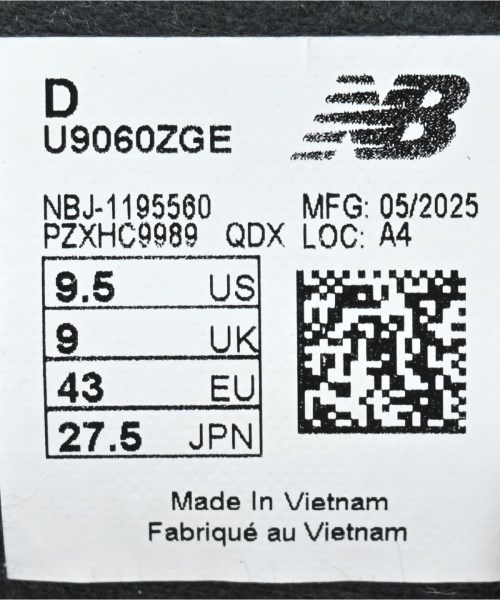 D
NB
U9060ZGE
NBJ-1195560 MFG: 05/2025
PZXHC9989 QDX LOC: A4
9.5 US
9 UK
43 EU
27.5 JPN
Made In Vietnam
Fabriqué au Vietnam